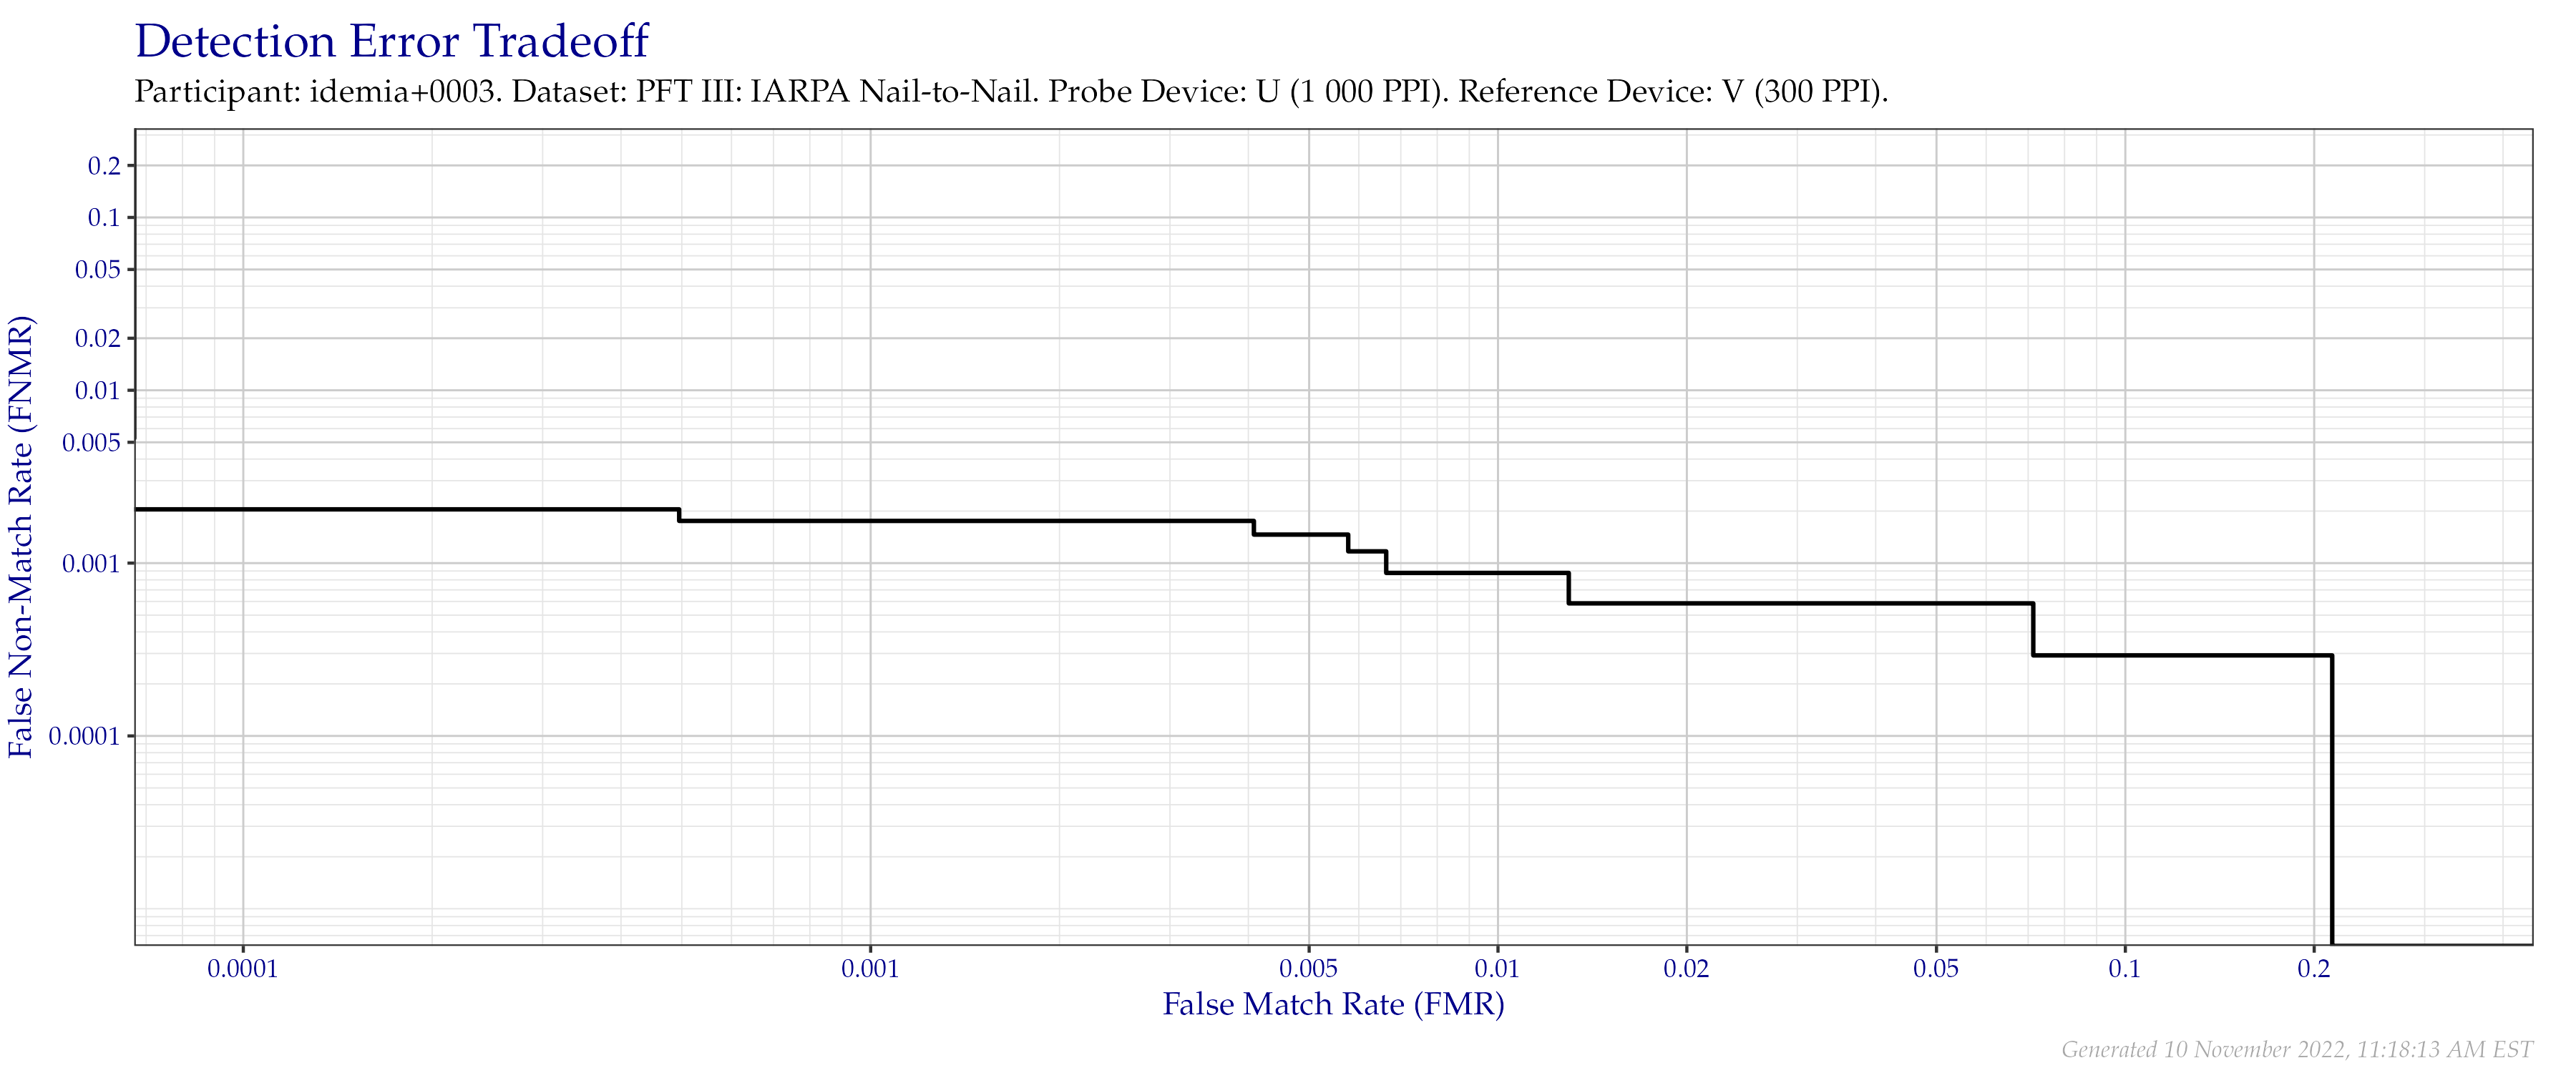 Detection Error Tradeoff
Participant: idemia+0003. Dataset: PFT III: IARPA Nail-to-Nail. Probe Device: U (1 000 PPI). Reference Device: V (300 PPI).
False Non-Match Rate (FNMR)
0.2
0.1
0.05
0.02
0.01
0.005
0.001
0.0001
0.0001 0.001 0.005 0.01 0.02 0.05 0.1 0.2
False Match Rate (FMR)
Generated 10 November 2022, 11:18:13 AM EST